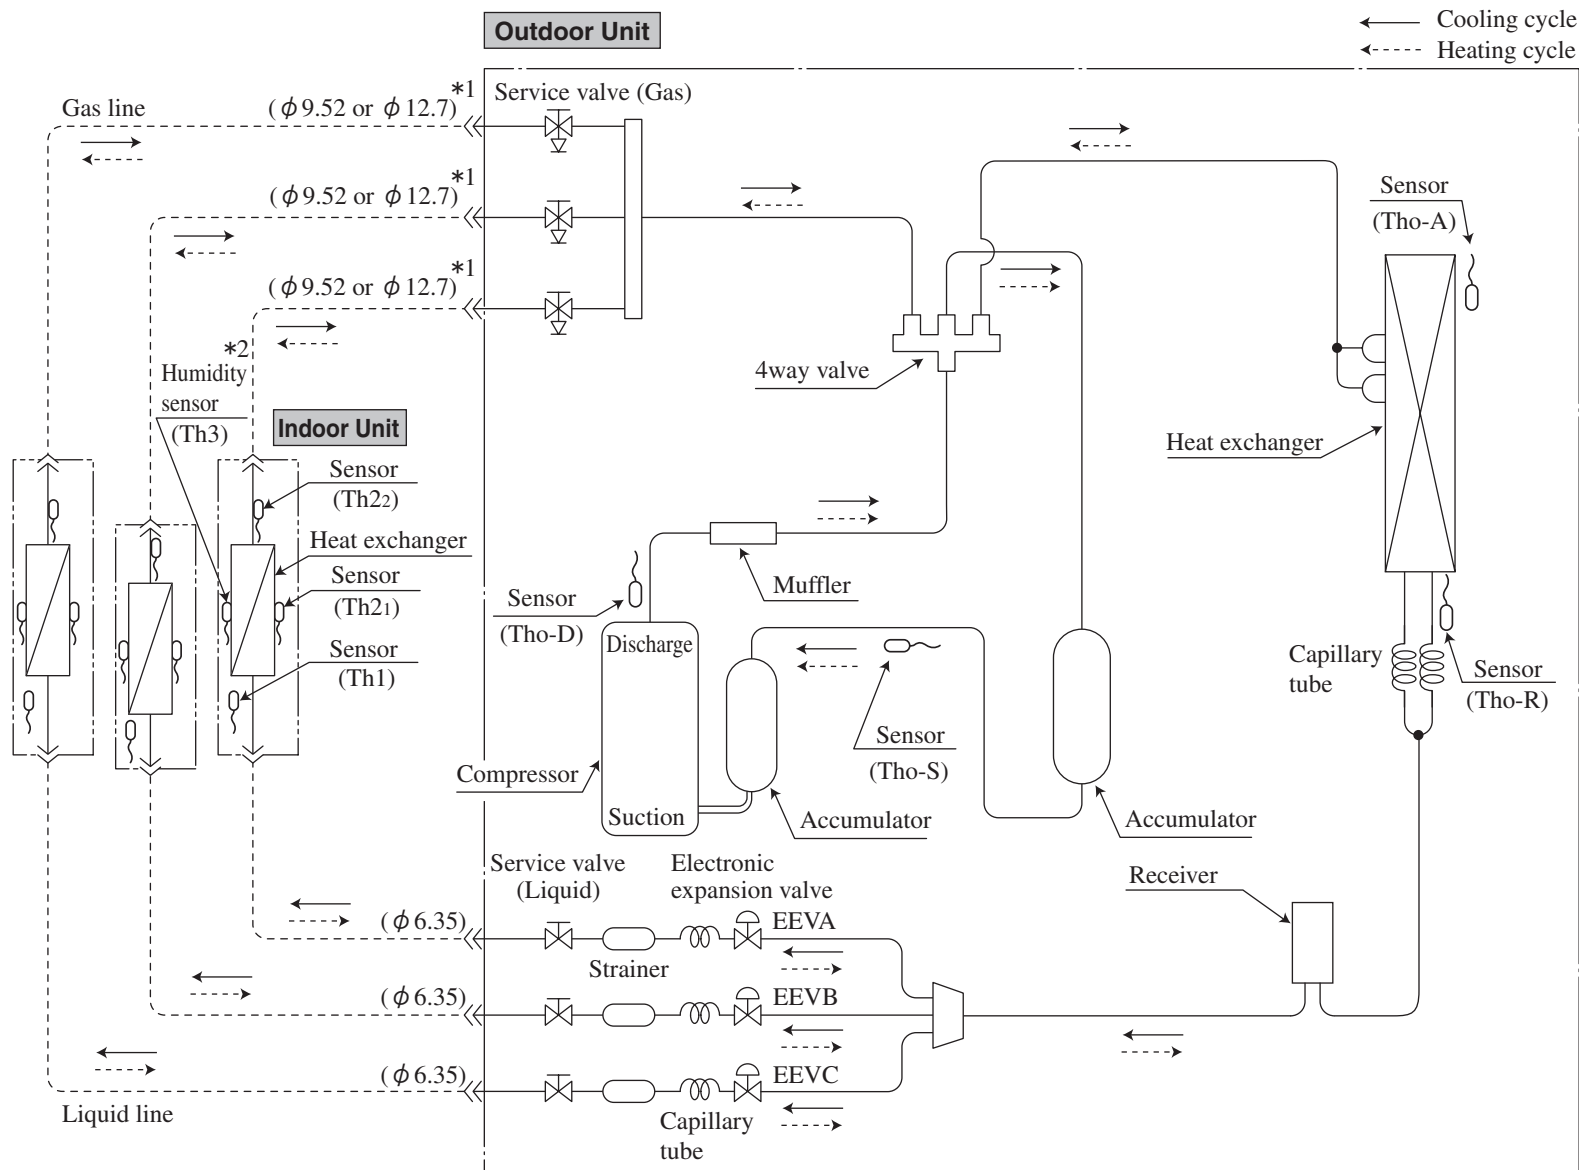 Outdoor Unit
Cooling cycle
Heating cycle
Gas line
(φ9.52 or φ12.7)*1
Service valve (Gas)
(φ9.52 or φ12.7)*1
(φ9.52 or φ12.7)*1
*2
Humidity
sensor
(Th3)
Indoor Unit
Sensor
(Th22)
Heat exchanger
Sensor
(Th21)
Sensor
(Th1)
4way valve
Sensor
(Tho-A)
Heat exchanger
Muffler
Sensor
(Tho-D)
Discharge
Suction
Compressor
Sensor
(Tho-S)
Accumulator
Accumulator
Capillary
tube
Sensor
(Tho-R)
Receiver
Service valve
(Liquid)
Electronic
expansion valve
(φ6.35)
EEVA
Strainer
(φ6.35)
EEVB
(φ6.35)
EEVC
Liquid line
Capillary
tube